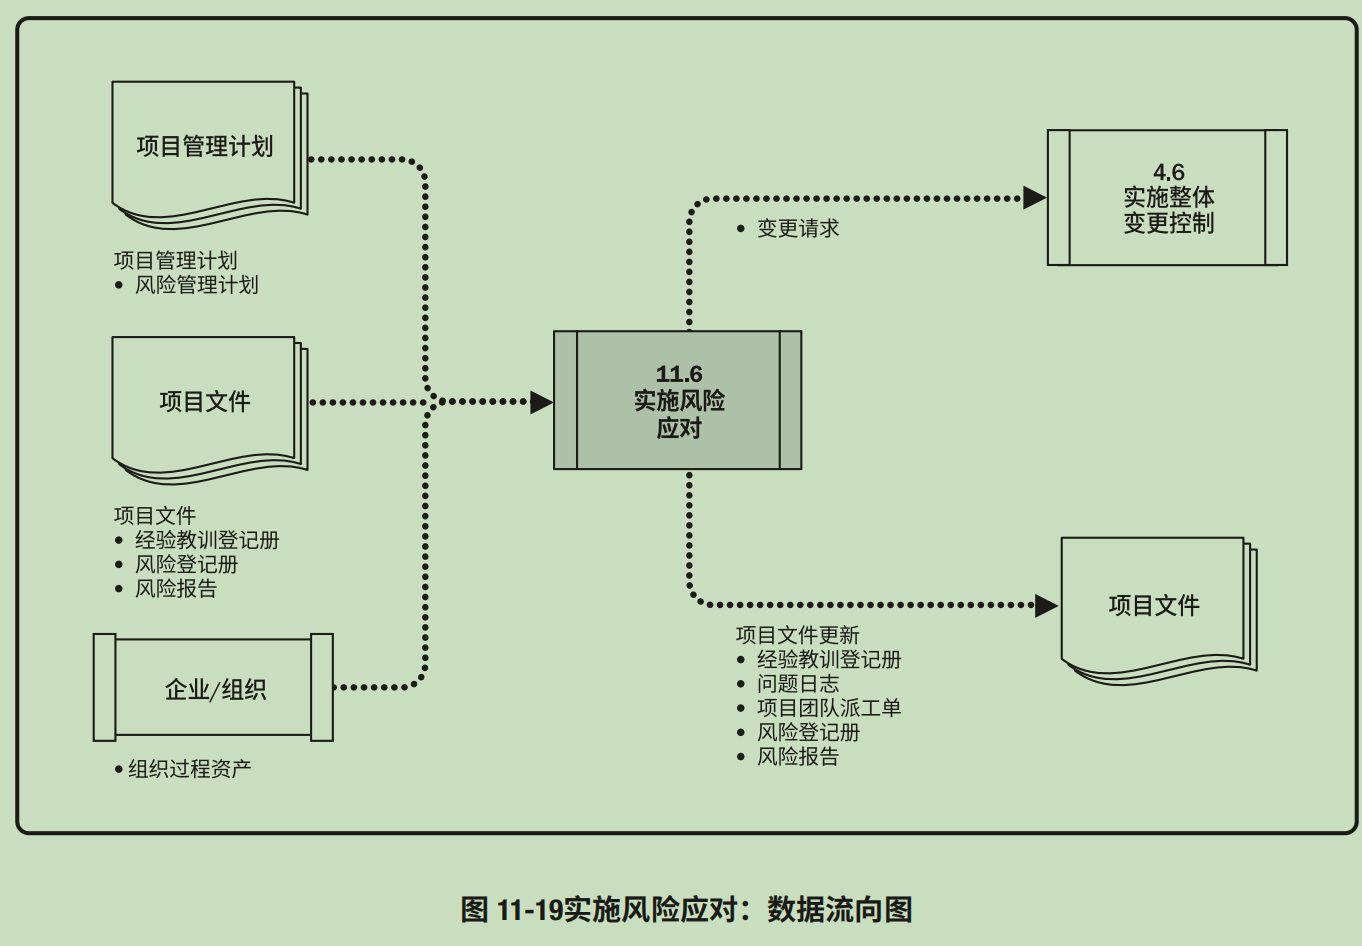 项目管理计划
项目管理计划
● 风险管理计划
项目文件
项目文件
● 经验教训登记册
● 风险登记册
● 风险报告
企业/组织
● 组织过程资产
11.6
实施风险
应对
● 变更请求
4.6
实施整体
变更控制
项目文件更新
● 经验教训登记册
● 问题日志
● 项目团队派工单
● 风险登记册
● 风险报告
项目文件
图 11-19实施风险应对：数据流向图